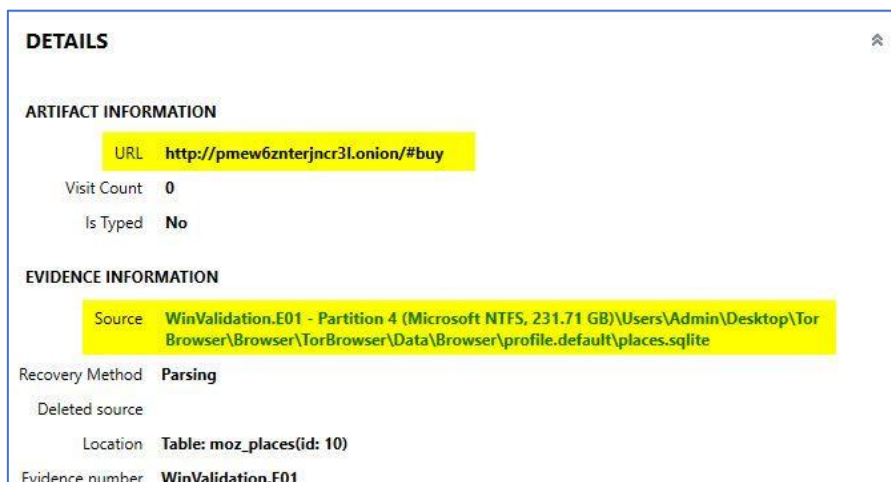 DETAILS
ARTIFACT INFORMATION
URL http://pmew6znterjncr3l.onion/#buy
Visit Count 0
Is Typed No
EVIDENCE INFORMATION
Source WinValidation.E01 - Partition 4 (Microsoft NTFS, 231.71 GB)\Users\Admin\Desktop\Tor
Browser\Browser\TorBrowser\Data\Browser\profile.default\places.sqlite
Recovery Method Parsing
Deleted source
Location Table: moz_places(id: 10)
Evidence number WinValidation.E01